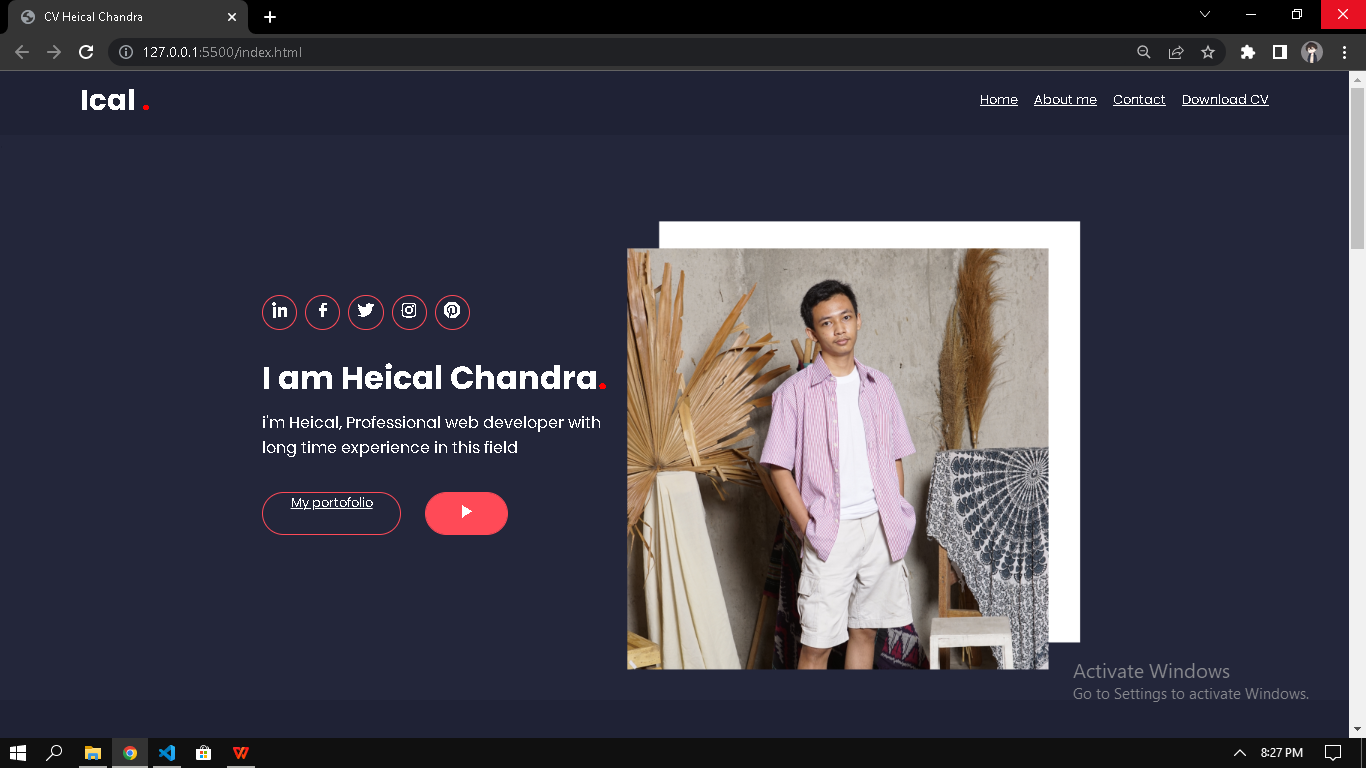 CV Heical Chandra
127.0.0.1:5500/index.html
Ical .
Home About me Contact Download CV
in
I am Heical Chandra.
i'm Heical, Professional web developer with
long time experience in this field
My portofolio
Activate Windows
Go to Settings to activate Windows.
8:27 PM